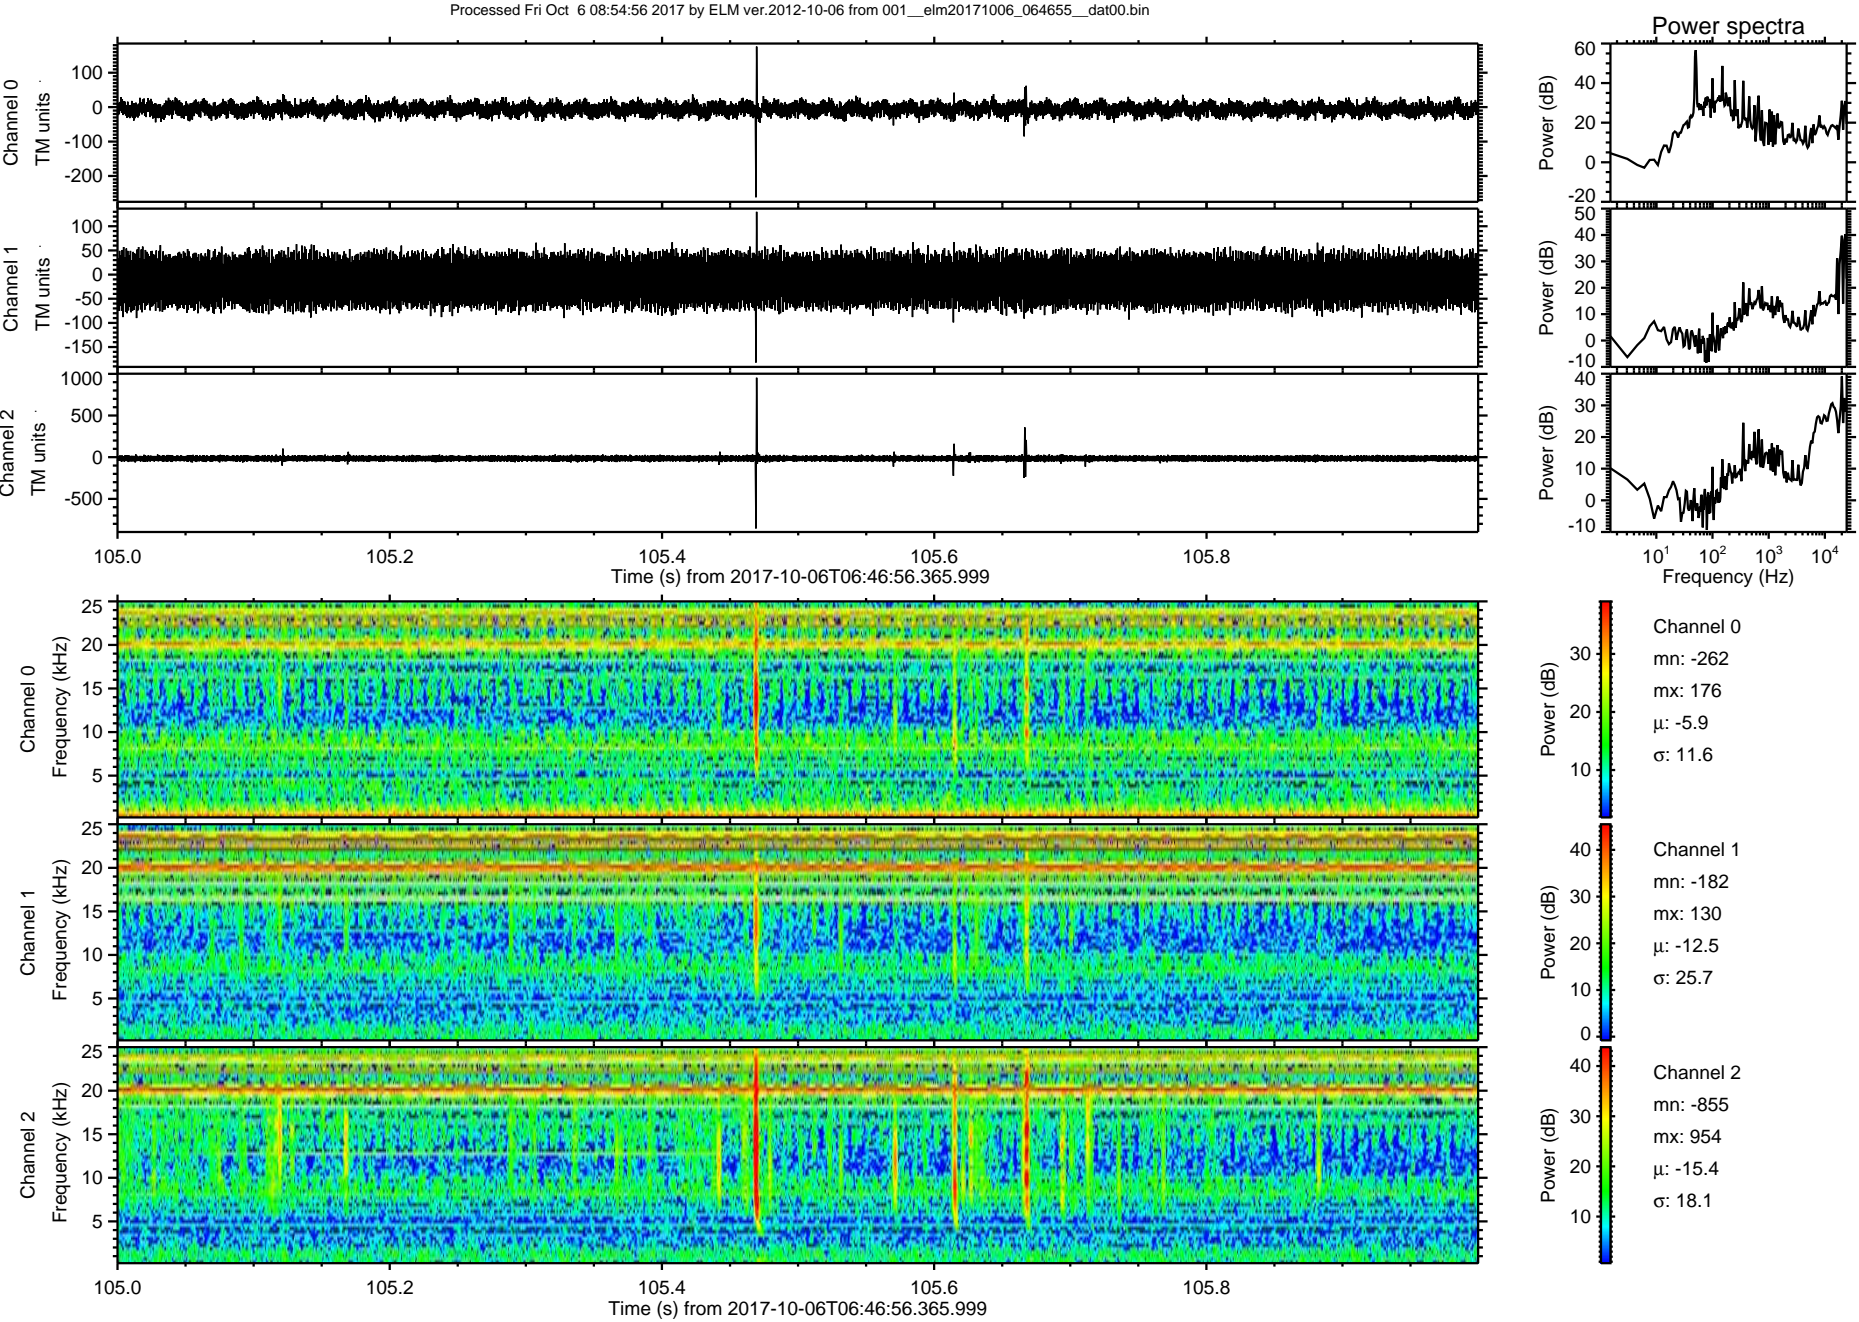 Processed Fri Oct  6 08:54:56 2017 by ELM ver.2012-10-06 from 001__elm20171006_064655__dat00.bin
Power spectra
Channel 0
TM units
100
0
-100
-200
Power (dB)
60
40
20
0
-20
Channel 1
TM units
100
50
0
-50
-100
-150
Power (dB)
50
40
30
20
10
0
-10
Channel 2
TM units
1000
500
0
-500
Power (dB)
40
30
20
10
0
-10
105.0 105.2 105.4 105.6 105.8
Time (s) from 2017-10-06T06:46:56.365.999
10¹ 10² 10³ 10⁴
Frequency (Hz)
Channel 0
Frequency (kHz)
25
20
15
10
5
Power (dB)
30
20
10
Channel 0
mn: -262
mx: 176
μ: -5.9
σ: 11.6
Channel 1
Frequency (kHz)
25
20
15
10
5
Power (dB)
40
30
20
10
0
Channel 1
mn: -182
mx: 130
μ: -12.5
σ: 25.7
Channel 2
Frequency (kHz)
25
20
15
10
5
Power (dB)
40
30
20
10
Channel 2
mn: -855
mx: 954
μ: -15.4
σ: 18.1
105.0 105.2 105.4 105.6 105.8
Time (s) from 2017-10-06T06:46:56.365.999